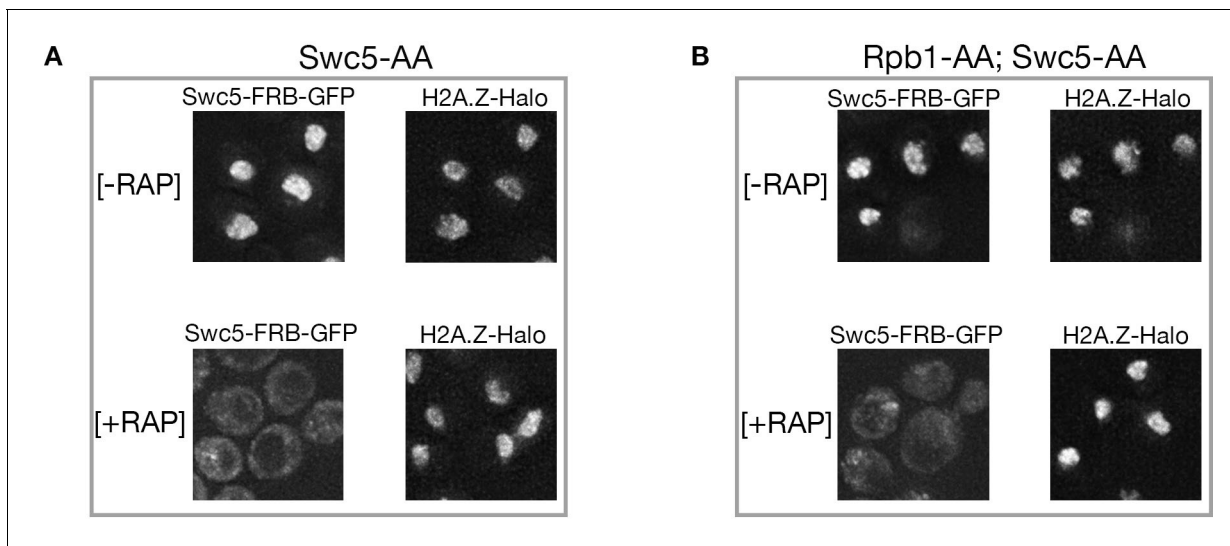 A
Swc5-AA
Swc5-FRB-GFP
H2A.Z-Halo
[-RAP]
Swc5-FRB-GFP
H2A.Z-Halo
[+RAP]
B
Rpb1-AA; Swc5-AA
Swc5-FRB-GFP
H2A.Z-Halo
[-RAP]
Swc5-FRB-GFP
H2A.Z-Halo
[+RAP]